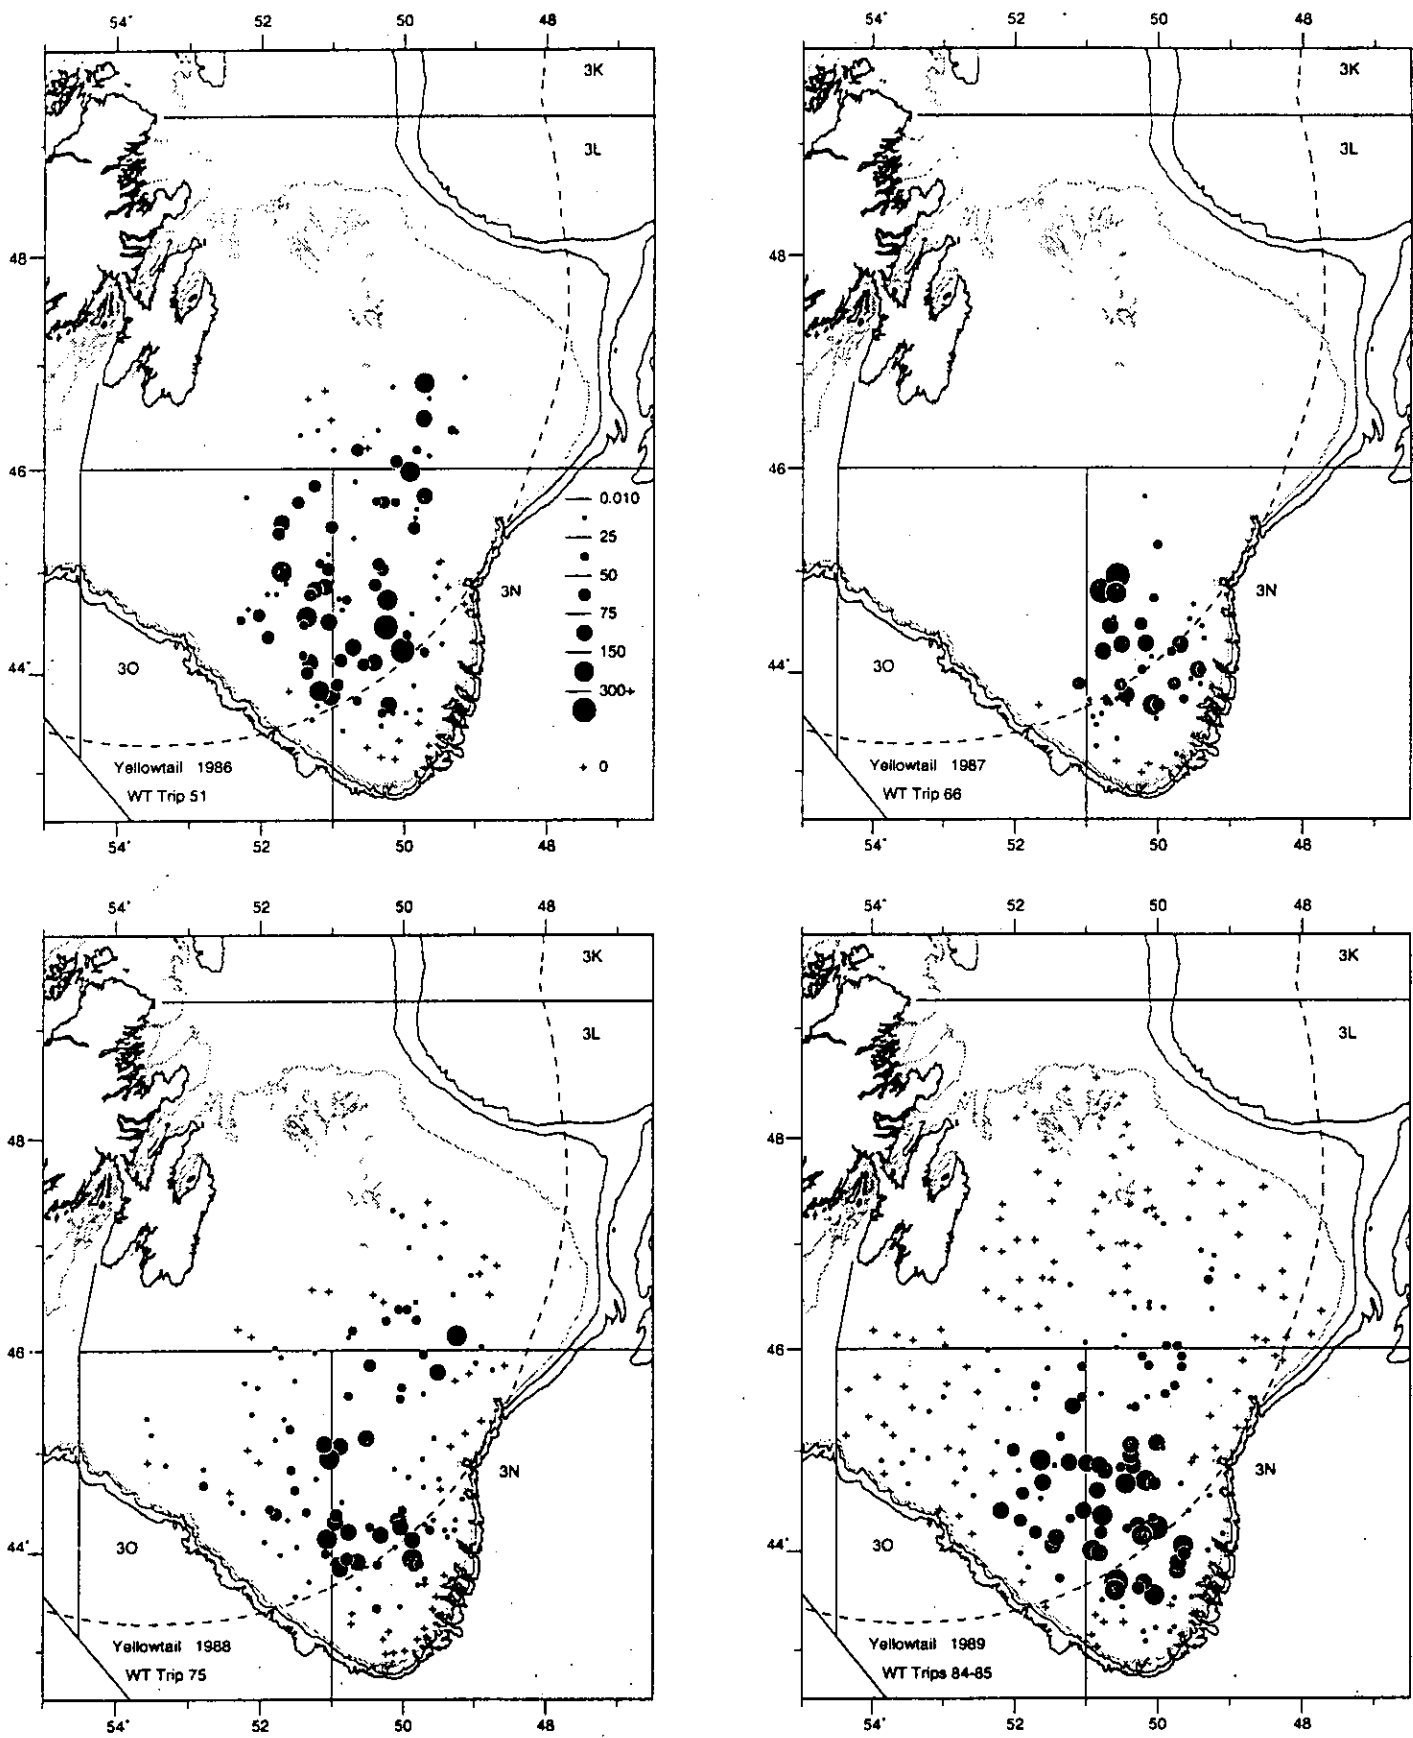 54° 52 50 48
54° 52 50 48
3K
3K
3L
3L
48
48
46
46
0.010
25
50
75
150
300+
0
3N
3N
44°
44°
3O
3O
Yellowtail 1986
WT Trip 51
Yellowtail 1987
WT Trip 66
54° 52 50 48
54° 52 50 48
54° 52 50 48
54° 52 50 48
3K
3K
3L
3L
48
48
46
46
3N
3N
44°
44°
3O
3O
Yellowtail 1988
WT Trip 75
Yellowtail 1989
WT Trips 84-85
54° 52 50 48
54° 52 50 48